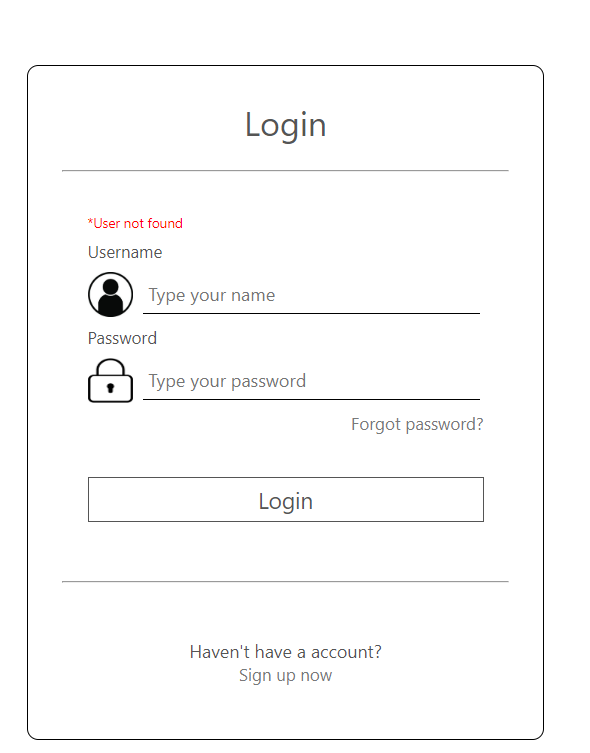 Login
*User not found
Username
Type your name
Password
Type your password
Forgot password?
Login
Haven't have a account?
Sign up now